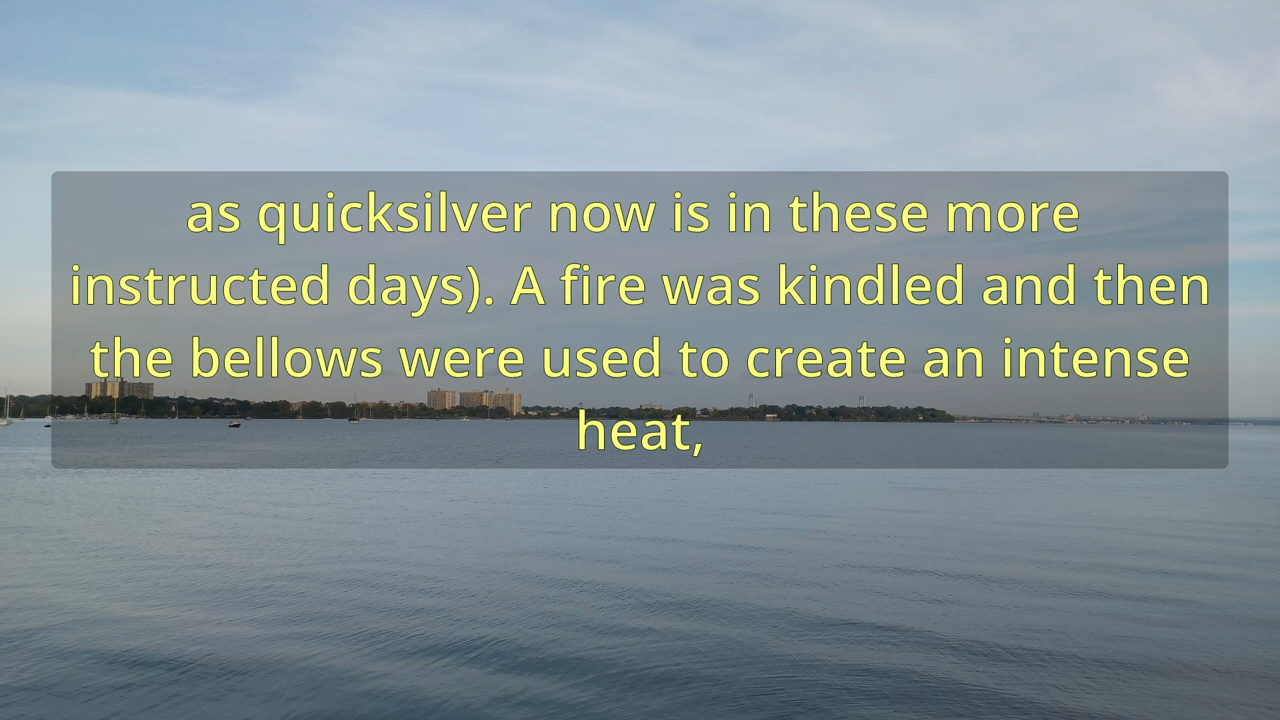 as quicksilver now is in these more
instructed days). A fire was kindled and then
the bellows were used to create an intense
heat,